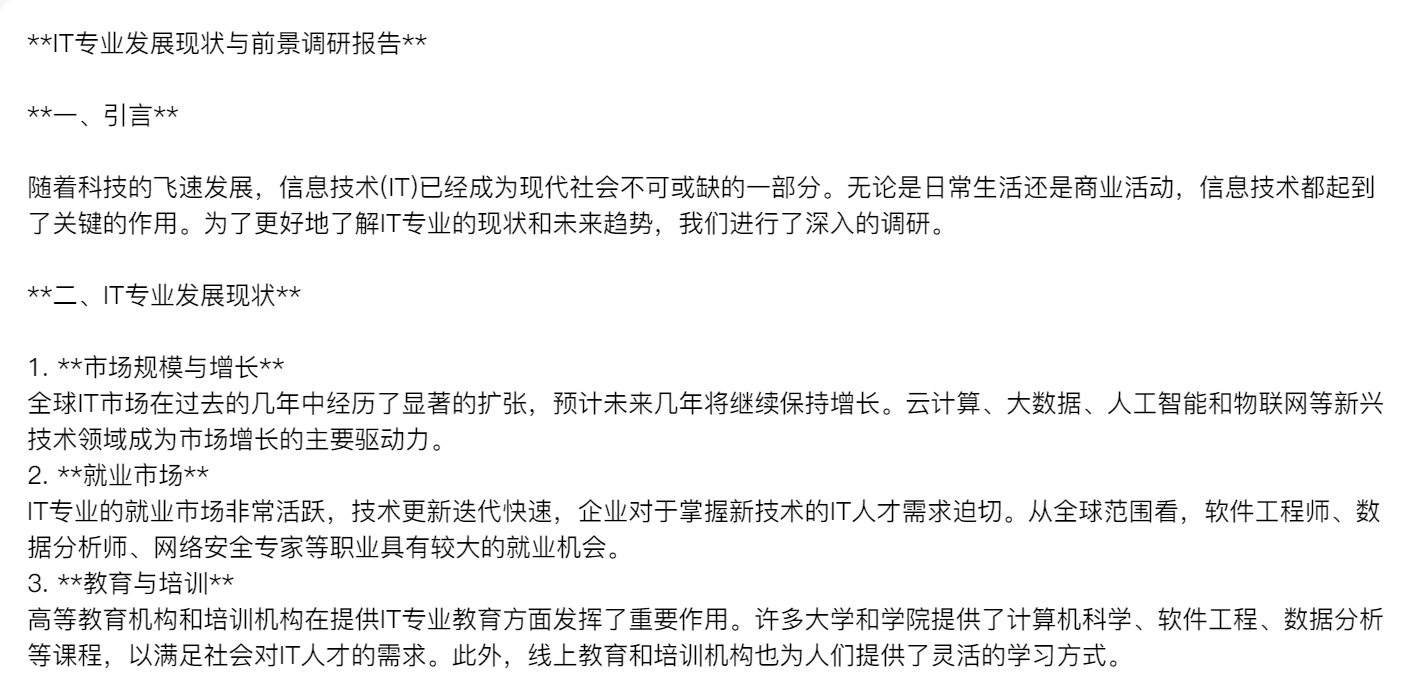 **IT专业发展现状与前景调研报告**
**一、引言**
随着科技的飞速发展，信息技术(IT)已经成为现代社会不可或缺的一部分。无论是日常生活还是商业活动，信息技术都起到
了关键的作用。为了更好地了解IT专业的现状和未来趋势，我们进行了深入的调研。
**二、IT专业发展现状**
1. **市场规模与增长**
全球IT市场在过去的几年中经历了显著的扩张，预计未来几年将继续保持增长。云计算、大数据、人工智能和物联网等新兴
技术领域成为市场增长的主要驱动力。
2. **就业市场**
IT专业的就业市场非常活跃，技术更新迭代快速，企业对于掌握新技术的IT人才需求迫切。从全球范围看，软件工程师、数
据分析师、网络安全专家等职业具有较大的就业机会。
3. **教育与培训**
高等教育机构和培训机构在提供IT专业教育方面发挥了重要作用。许多大学和学院提供了计算机科学、软件工程、数据分析
等课程，以满足社会对IT人才的需求。此外，线上教育和培训机构也为人们提供了灵活的学习方式。